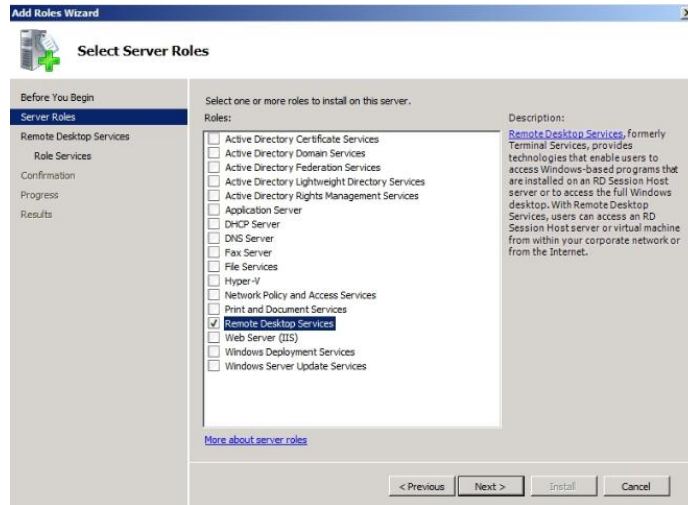 Add Roles Wizard
Select Server Roles
Before You Begin
Server Roles
Remote Desktop Services
Role Services
Confirmation
Progress
Results
Select one or more roles to install on this server.
Roles:
Active Directory Certificate Services
Active Directory Domain Services
Active Directory Federation Services
Active Directory Lightweight Directory Services
Active Directory Rights Management Services
Application Server
DHCP Server
DNS Server
Fax Server
File Services
Hyper-V
Network Policy and Access Services
Print and Document Services
Remote Desktop Services
Web Server (IIS)
Windows Deployment Services
Windows Server Update Services
More about server roles
Description:
Remote Desktop Services, formerly
Terminal Services, provides
technologies that enable users to
access Windows-based programs that
are installed on an RD Session Host
server or to access the full Windows
desktop. With Remote Desktop
Services, users can access an RD
Session Host server or virtual machine
from within your corporate network or
from the Internet.
< Previous
Next >
Install
Cancel